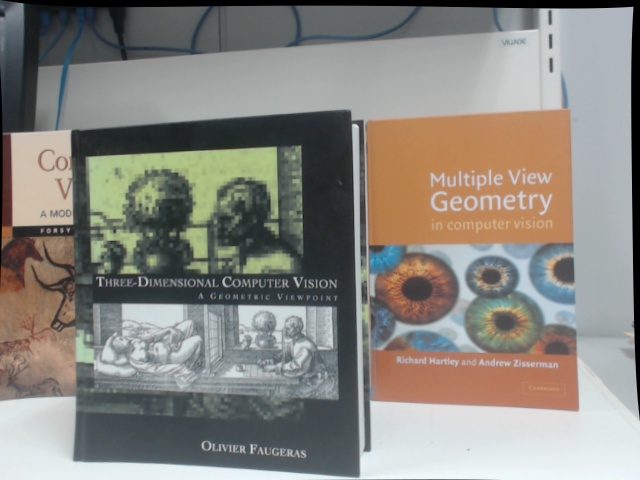 VILIAGE
Co
V
A MOD
FORSY
THREE-DIMENSIONAL COMPUTER VISION
A GEOMETRIC VIEWPOINT
OLIVIER FAUGERAS
Multiple View
Geometry
in computer vision
Richard Hartley and Andrew Zisserman
CAMBRIDGE